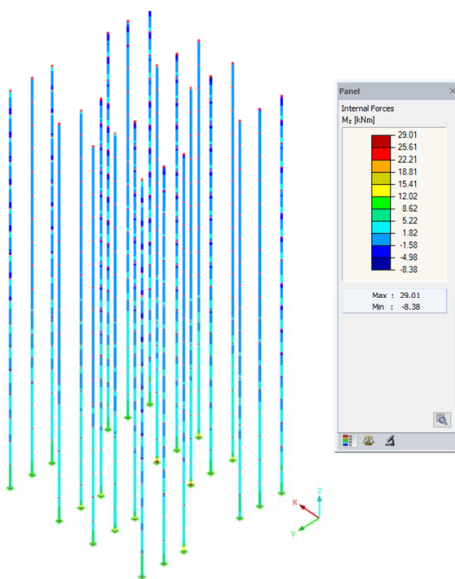 Panel
Internal Forces
Mz [kNm]
29.01
25.61
22.21
18.81
15.41
12.02
8.62
5.22
1.82
-1.58
-4.98
-8.38
Max : 29.01
Min : -8.38
X
Y
Z